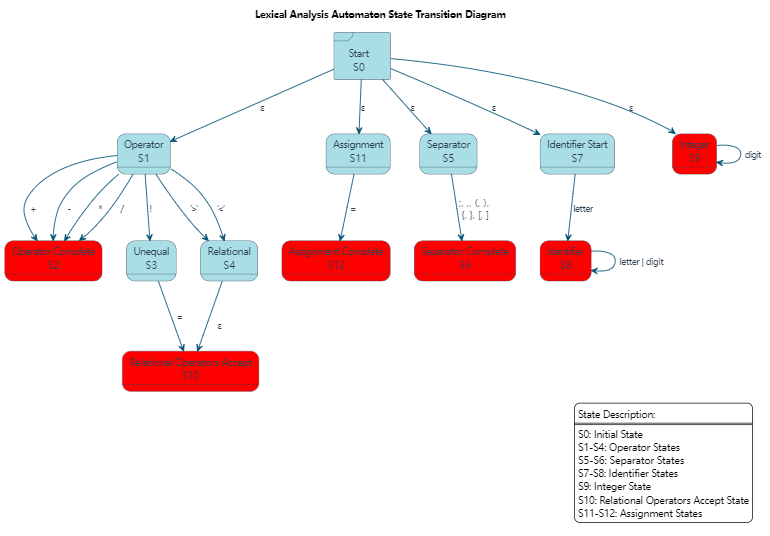 Lexical Analysis Automaton State Transition Diagram
Start
S0
ε
ε
ε
ε
ε
Operator
S1
Assignment
S11
Separator
S5
Identifier Start
S7
Integer
S9
digit
+
-
*
/
!
'>'
'<'
=
:, ,, (, ),
{, }, [, ]
letter
Operator Complete
S2
Unequal
S3
Relational
S4
Assignment Complete
S12
Separator Complete
S6
Identifier
S8
letter | digit
=
ε
Relational Operators Accept
S10
State Description:
S0: Initial State
S1-S4: Operator States
S5-S6: Separator States
S7-S8: Identifier States
S9: Integer State
S10: Relational Operators Accept State
S11-S12: Assignment States